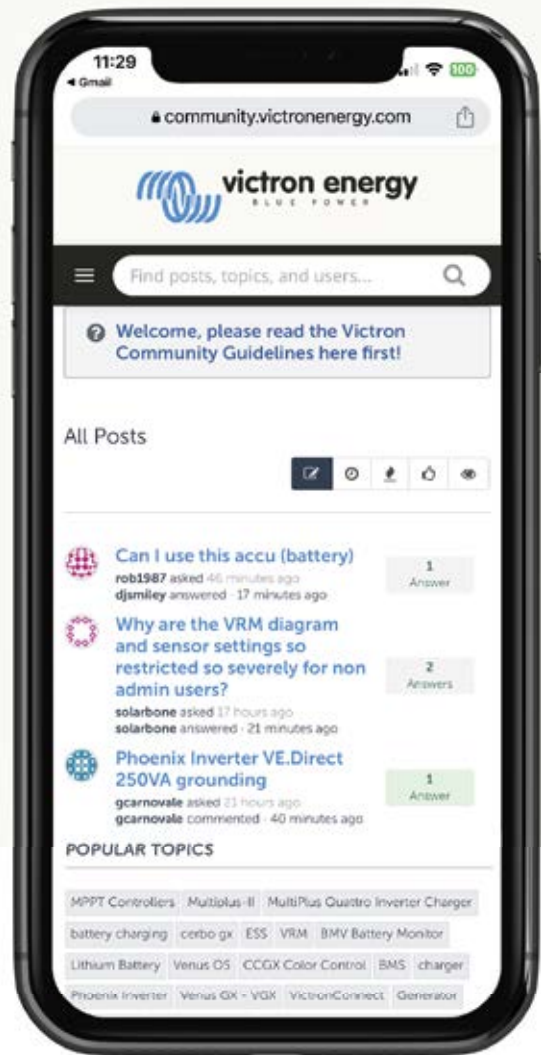 11:29
Gmail
100
community.victronenergy.com
victron energy
BLUE POWER
Find posts, topics, and users...
Welcome, please read the Victron
Community Guidelines here first!
All Posts
Can I use this accu (battery)
rob1987 asked 46 minutes ago
djsmiley answered · 17 minutes ago
1
Answer
Why are the VRM diagram
and sensor settings so
restricted so severely for non
admin users?
solarbone asked 17 hours ago
solarbone answered · 21 minutes ago
2
Answers
Phoenix Inverter VE.Direct
250VA grounding
gcarnovale asked 21 hours ago
gcarnovale commented · 40 minutes ago
1
Answer
POPULAR TOPICS
MPPT Controllers Multiplus-II MultiPlus Quattro Inverter Charger
battery charging cerbo gx ESS VRM BMV Battery Monitor
Lithium Battery Venus OS CCGX Color Control BMS charger
Phoenix Inverter Venus GX - VGX VictronConnect Generator